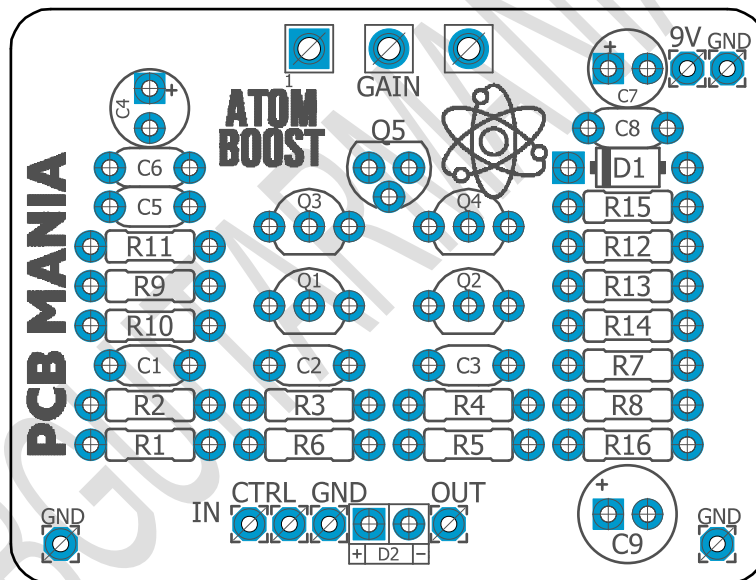 9V GND
1
GAIN
C4
+
+
C7
ATOM
BOOST
Q5
C8
C6
D1
C5
Q3
Q4
R15
R11
R12
R9
Q1
Q2
R13
R10
R14
C1
C2
C3
R7
R2
R3
R4
R8
R1
R6
R5
R16
PCB MANIA
+
C9
IN
CTRL GND
OUT
+ D2 −
GND
GND